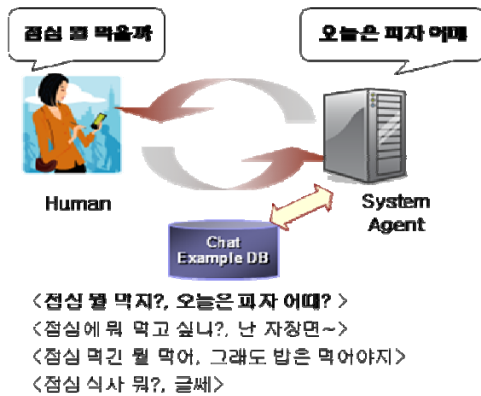 점심 뭘 먹을까
오늘은 피자 어때
Human
System
Agent
Chat
Example DB
<점심 뭘 먹지?, 오늘은 피자 어때? >
<점심에 뭐 먹고 싶니?, 난 자장면~>
<점심 먹긴 뭘 먹어, 그래도 밥은 먹어야지>
<점심 식사 뭐?, 글쎄>